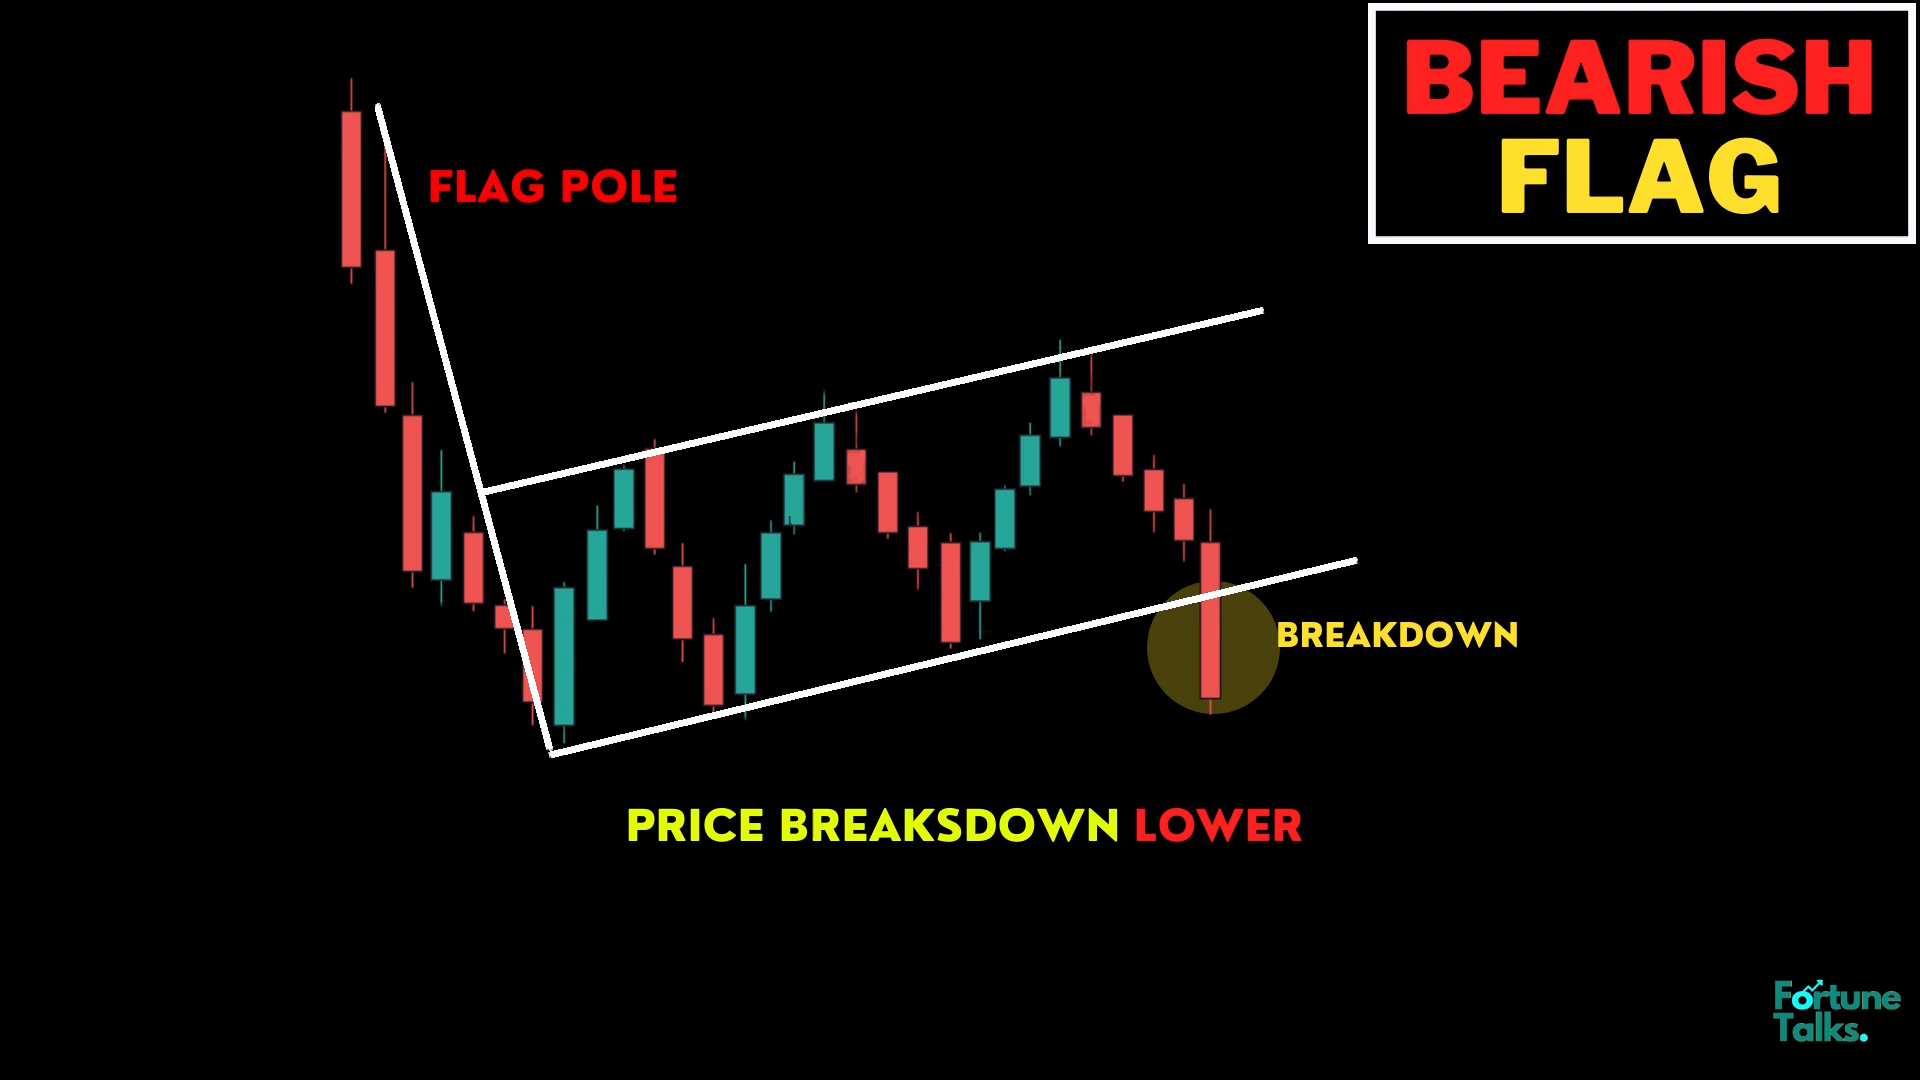 BEARISH
FLAG
FLAG POLE
BREAKDOWN
PRICE BREAKSDOWN LOWER
Fortune
Talks.